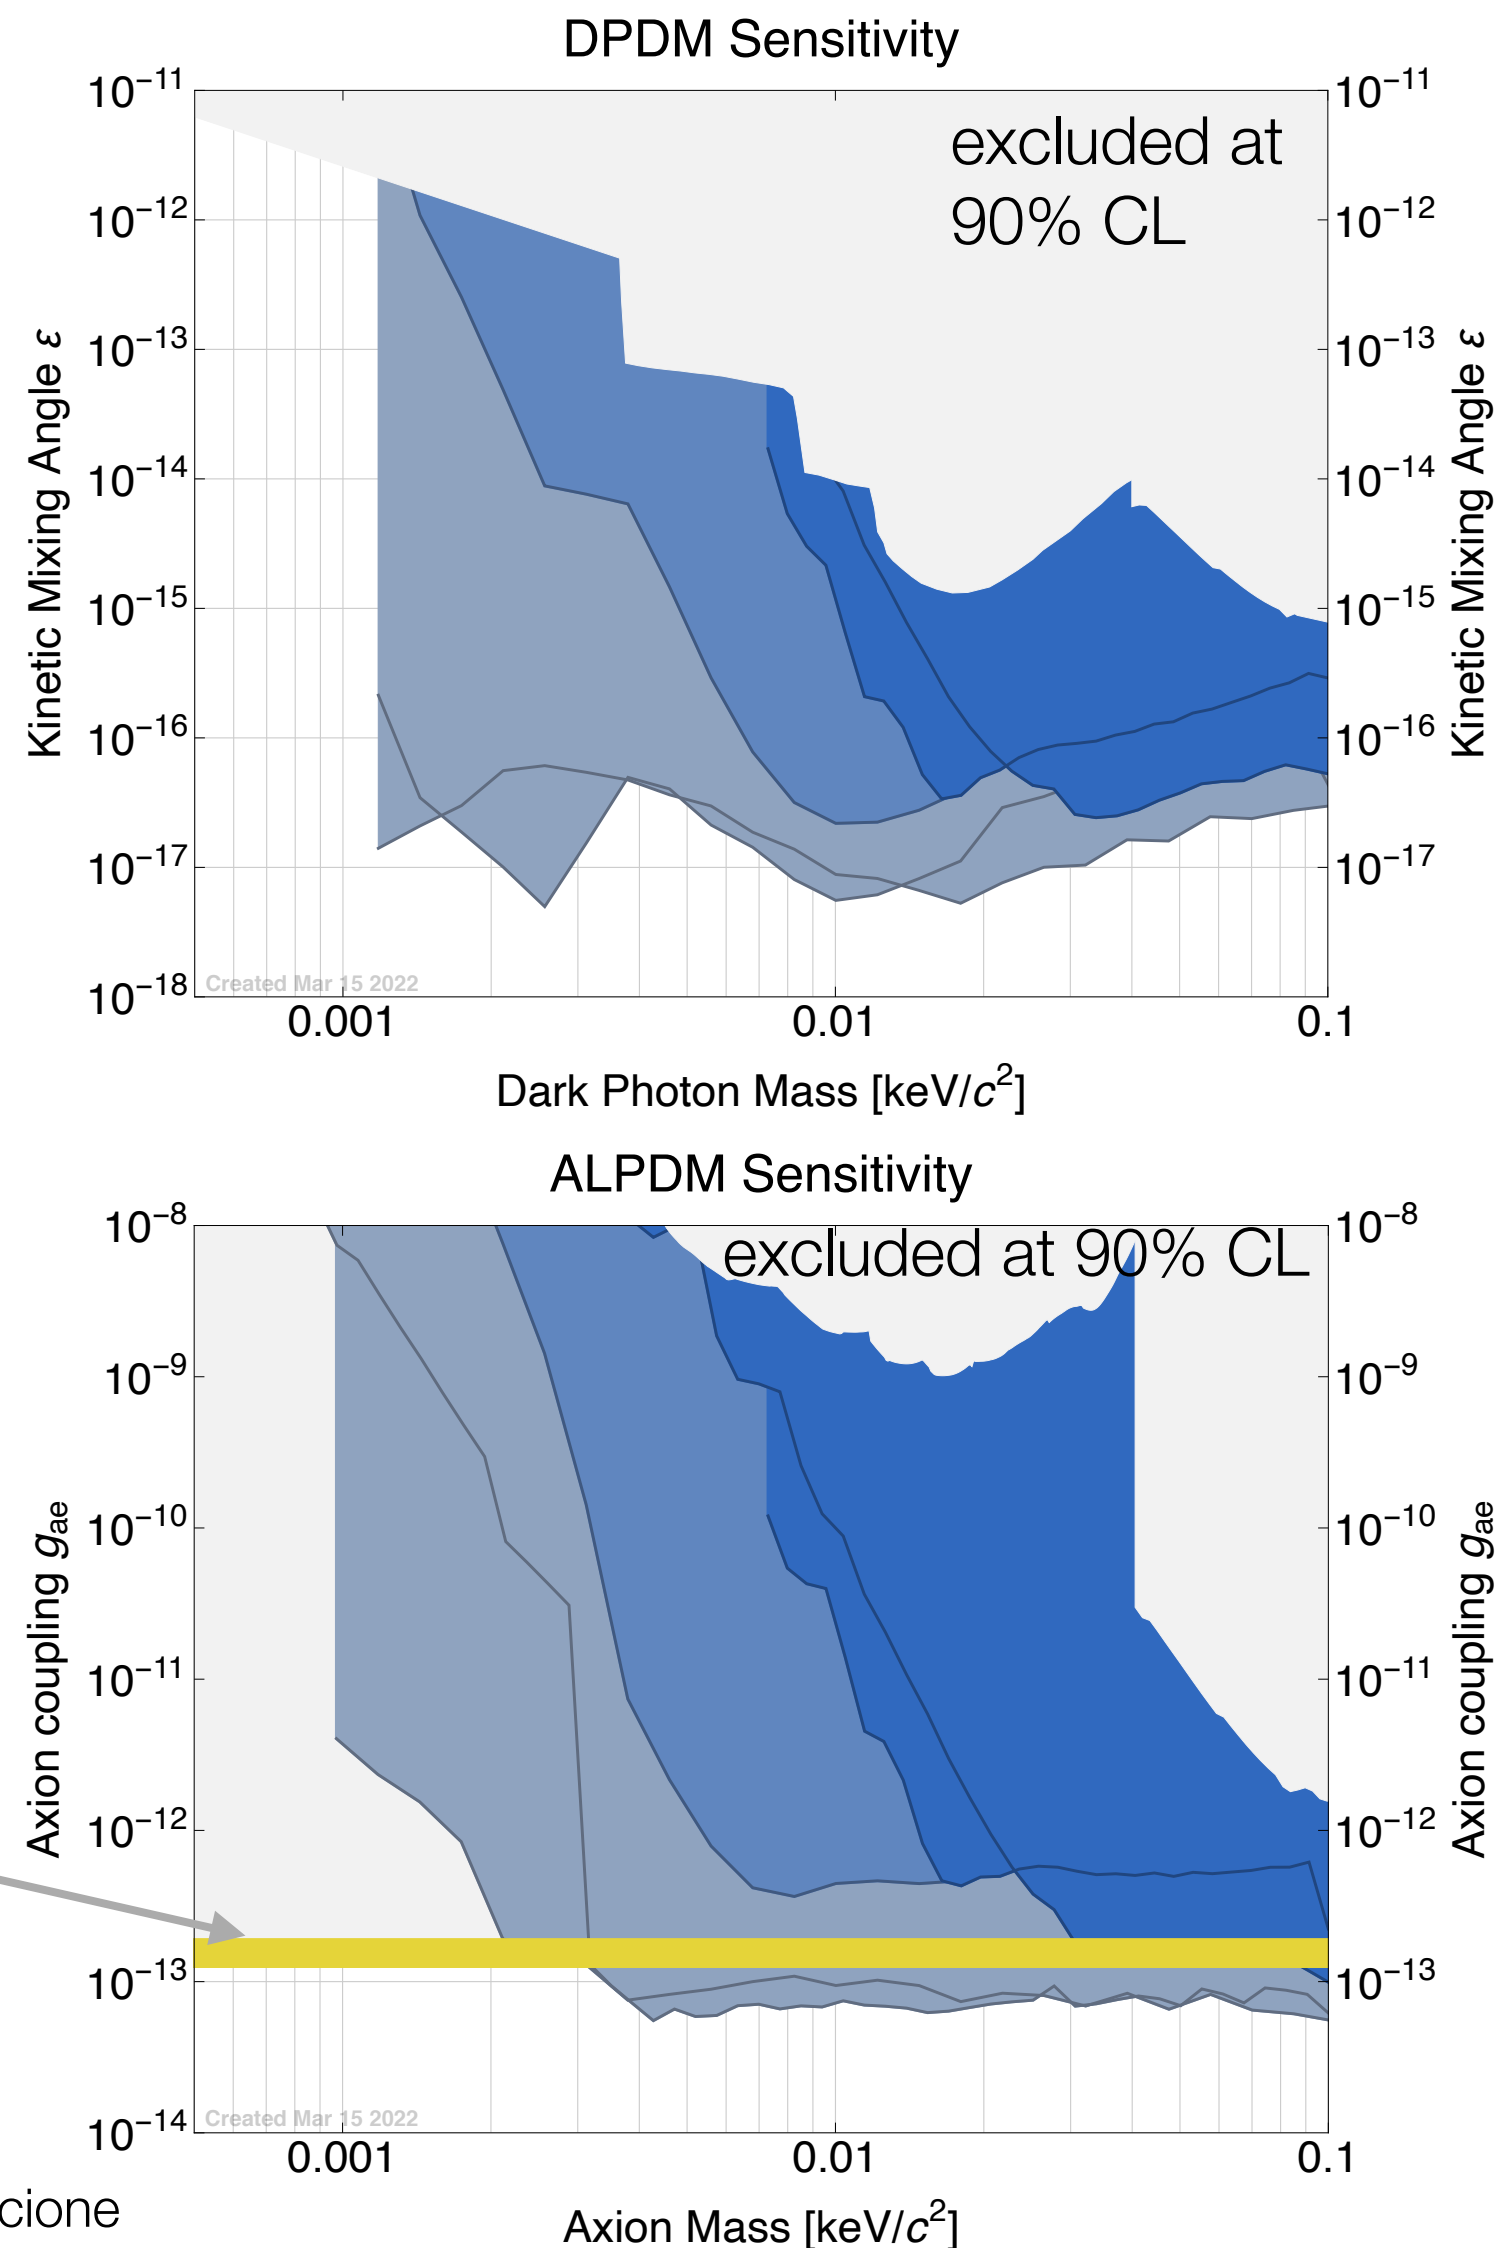 DPDM Sensitivity
10⁻¹¹
10⁻¹²
10⁻¹³
10⁻¹⁴
10⁻¹⁵
10⁻¹⁶
10⁻¹⁷
10⁻¹⁸
Kinetic Mixing Angle ε
excluded at
90% CL
10⁻¹¹
10⁻¹²
10⁻¹³
10⁻¹⁴
10⁻¹⁵
10⁻¹⁶
10⁻¹⁷
Kinetic Mixing Angle ε
Created Mar 15 2022
0.001 0.01 0.1
Dark Photon Mass [keV/c²]
ALPDM Sensitivity
10⁻⁸
10⁻⁹
10⁻¹⁰
10⁻¹¹
10⁻¹²
10⁻¹³
10⁻¹⁴
Axion coupling gae
excluded at 90% CL
10⁻⁸
10⁻⁹
10⁻¹⁰
10⁻¹¹
10⁻¹²
10⁻¹³
Axion coupling gae
Created Mar 15 2022
0.001 0.01 0.1
Axion Mass [keV/c²]
cione